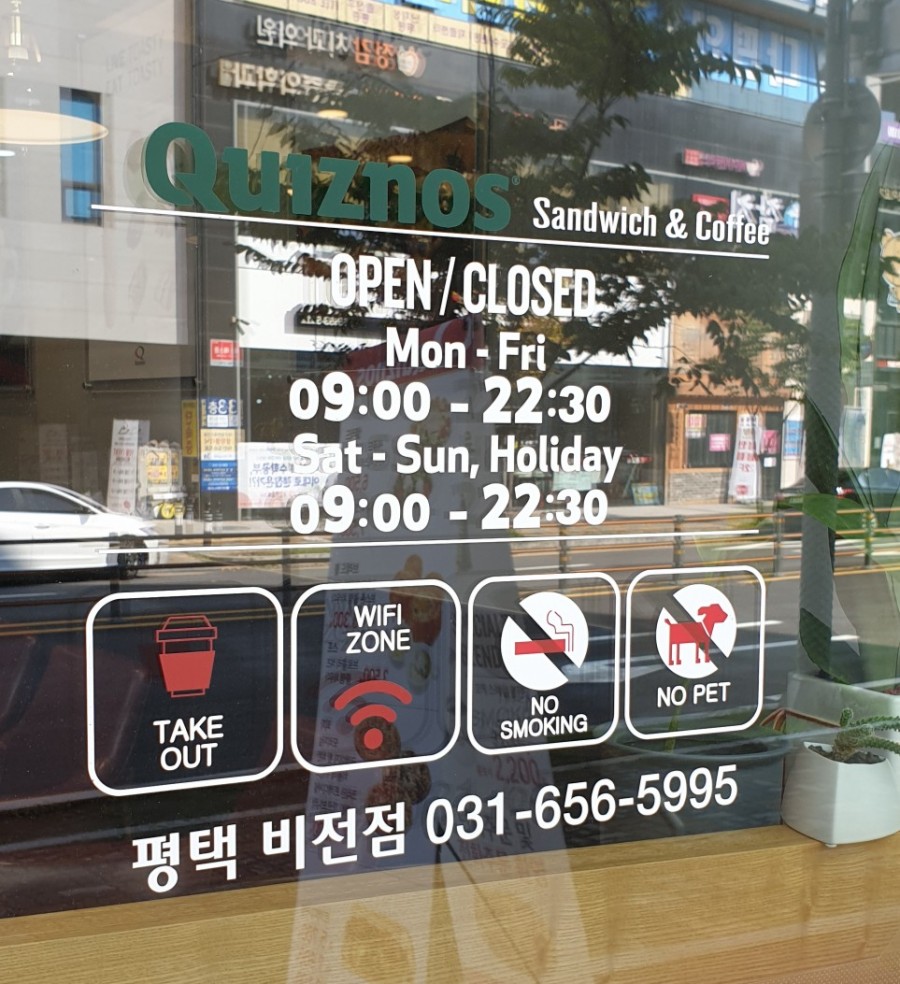 Quiznos®
Sandwich & Coffee
OPEN / CLOSED
Mon - Fri
09:00 - 22:30
Sat - Sun, Holiday
09:00 - 22:30
TAKE
OUT
WIFI
ZONE
NO
SMOKING
NO PET
평택 비전점 031-656-5995